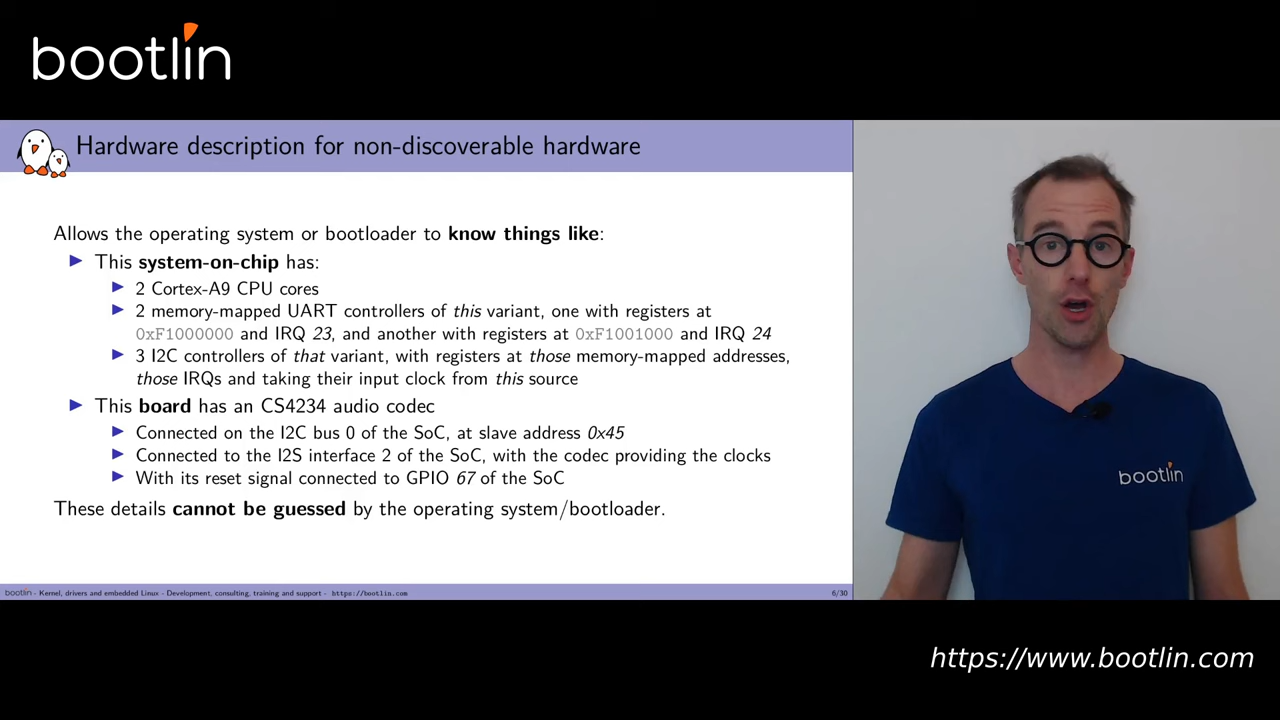 bootlin
Hardware description for non-discoverable hardware
Allows the operating system or bootloader to know things like:
This system-on-chip has:
2 Cortex-A9 CPU cores
2 memory-mapped UART controllers of this variant, one with registers at
0xF1000000 and IRQ 23, and another with registers at 0xF1001000 and IRQ 24
3 I2C controllers of that variant, with registers at those memory-mapped addresses,
those IRQs and taking their input clock from this source
This board has an CS4234 audio codec
Connected on the I2C bus 0 of the SoC, at slave address 0x45
Connected to the I2S interface 2 of the SoC, with the codec providing the clocks
With its reset signal connected to GPIO 67 of the SoC
These details cannot be guessed by the operating system/bootloader.
bootlin - Kernel, drivers and embedded Linux - Development, consulting, training and support - https://bootlin.com
6/30
bootlin
https://www.bootlin.com